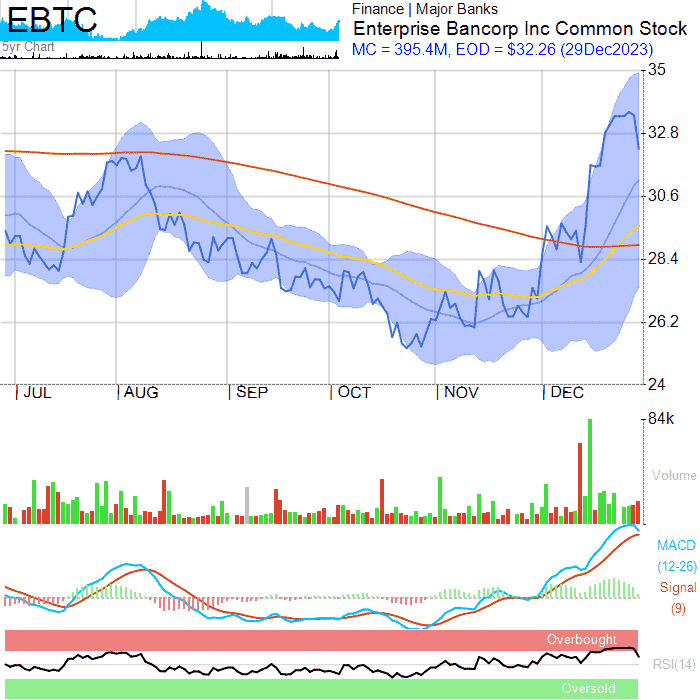 EBTC
5yr Chart
Finance | Major Banks
Enterprise Bancorp Inc Common Stock
MC = 395.4M, EOD = $32.26 (29Dec2023)
35
32.8
30.6
28.4
26.2
24
|JUL |AUG |SEP |OCT |NOV |DEC
84k
Volume
MACD
(12-26)
Signal
(9)
Overbought
RSI(14)
Oversold